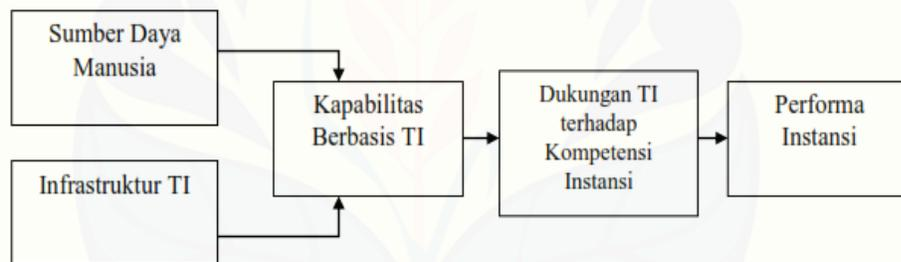 Sumber Daya
Manusia
Infrastruktur TI
Kapabilitas
Berbasis TI
Dukungan TI
terhadap
Kompetensi
Instansi
Performa
Instansi